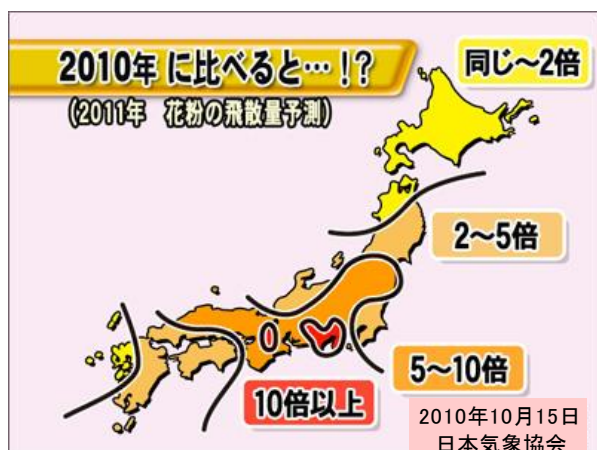 2010年に比べると…!?
(2011年 花粉の飛散量予測)
同じ～2倍
2～5倍
5～10倍
10倍以上
2010年10月15日
日本気象協会